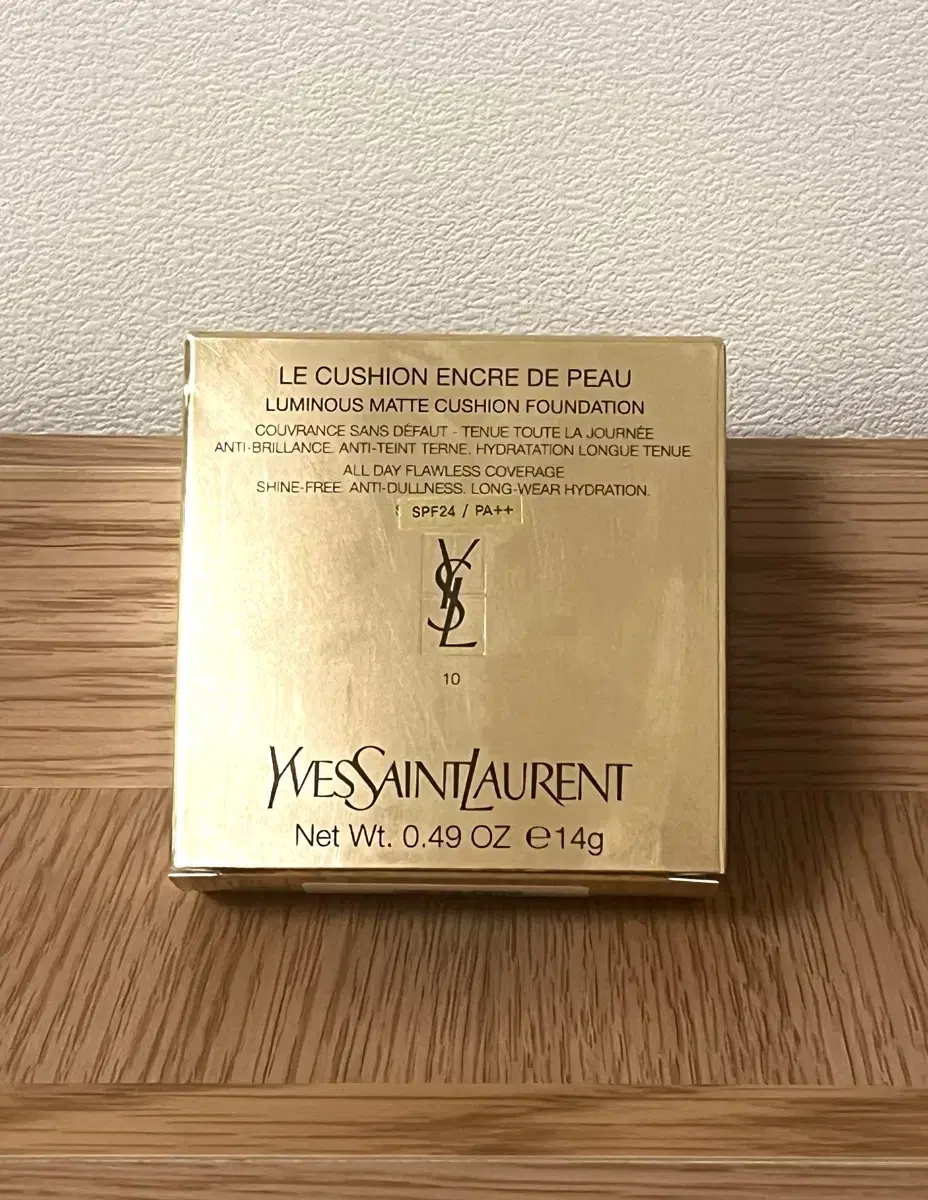 LE CUSHION ENCRE DE PEAU
LUMINOUS MATTE CUSHION FOUNDATION
COUVRANCE SANS DÉFAUT - TENUE TOUTE LA JOURNÉE
ANTI-BRILLANCE. ANTI-TEINT TERNE. HYDRATATION LONGUE TENUE.
ALL DAY FLAWLESS COVERAGE
SHINE-FREE. ANTI-DULLNESS. LONG-WEAR HYDRATION.
SPF24 / PA++
YSL
10
YVESSAINTLAURENT
Net Wt. 0.49 OZ ℮14g